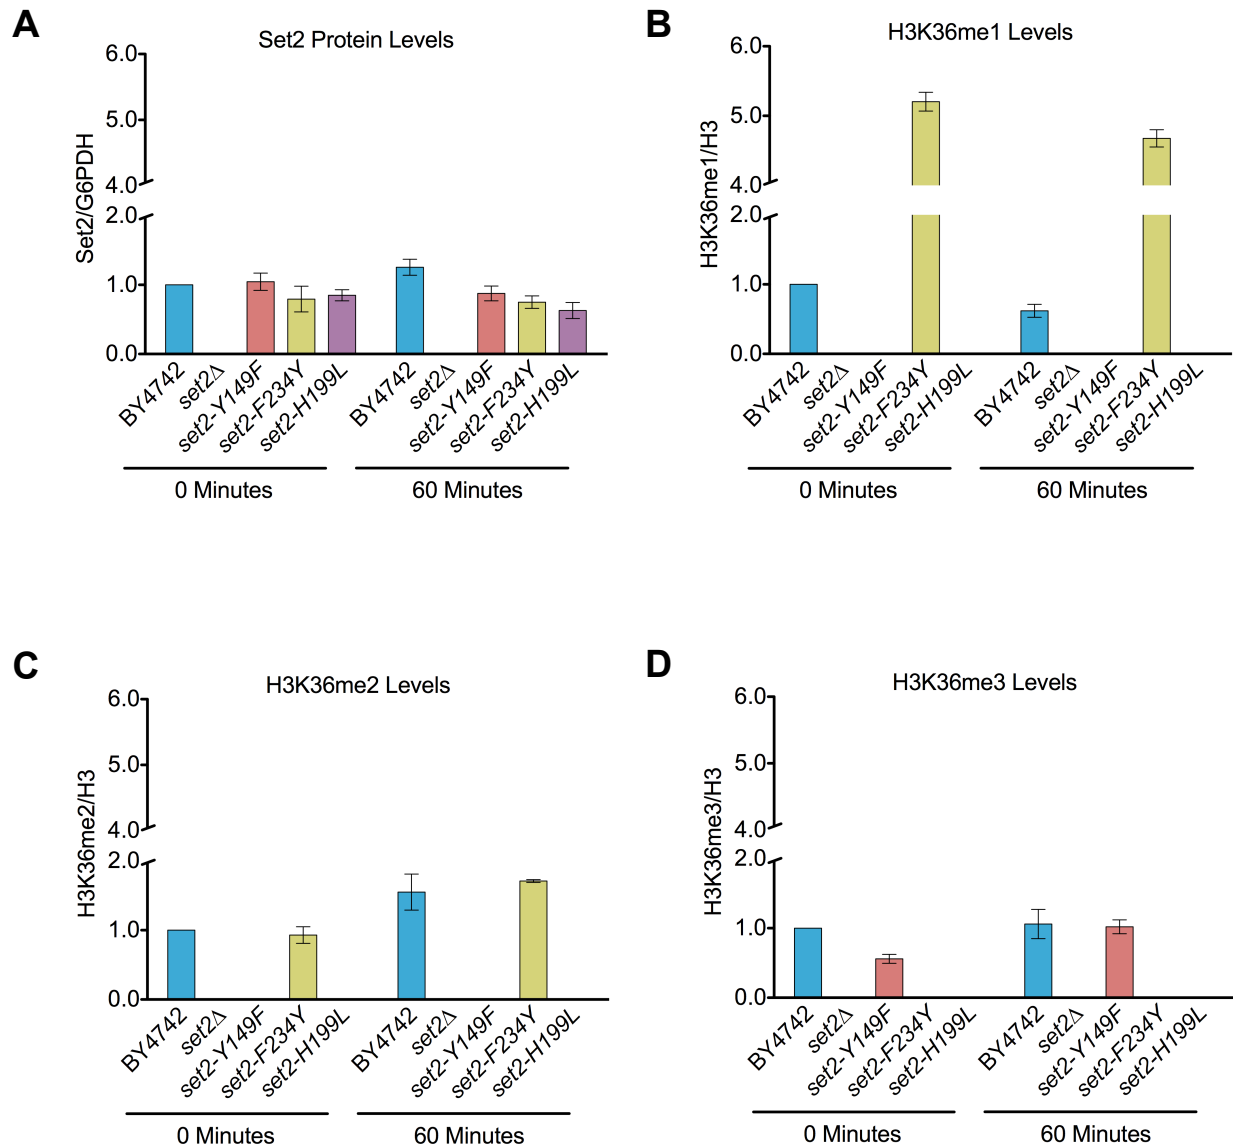 A
Set2 Protein Levels
Set2/G6PDH
6.0
5.0
4.0
2.0
1.0
0.0
BY4742
set2Δ
set2-Y149F
set2-F234Y
set2-H199L
BY4742
set2Δ
set2-Y149F
set2-F234Y
set2-H199L
0 Minutes
60 Minutes
B
H3K36me1 Levels
H3K36me1/H3
6.0
5.0
4.0
2.0
1.0
0.0
BY4742
set2Δ
set2-Y149F
set2-F234Y
set2-H199L
BY4742
set2Δ
set2-Y149F
set2-F234Y
set2-H199L
0 Minutes
60 Minutes
C
H3K36me2 Levels
H3K36me2/H3
6.0
5.0
4.0
2.0
1.0
0.0
BY4742
set2Δ
set2-Y149F
set2-F234Y
set2-H199L
BY4742
set2Δ
set2-Y149F
set2-F234Y
set2-H199L
0 Minutes
60 Minutes
D
H3K36me3 Levels
H3K36me3/H3
6.0
5.0
4.0
2.0
1.0
0.0
BY4742
set2Δ
set2-Y149F
set2-F234Y
set2-H199L
BY4742
set2Δ
set2-Y149F
set2-F234Y
set2-H199L
0 Minutes
60 Minutes